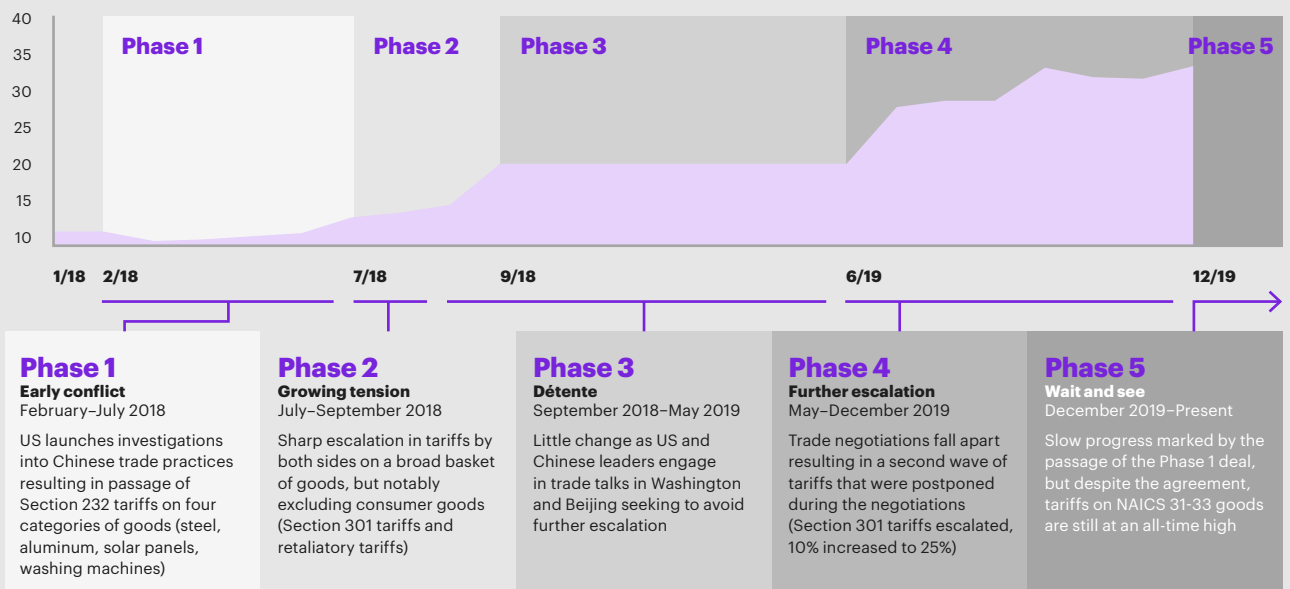 40
35
30
25
20
15
10
Phase 1
Phase 2
Phase 3
Phase 4
Phase 5
1/18
2/18
7/18
9/18
6/19
12/19
Phase 1
Early conflict
February–July 2018
US launches investigations
into Chinese trade practices
resulting in passage of
Section 232 tariffs on four
categories of goods (steel,
aluminum, solar panels,
washing machines)
Phase 2
Growing tension
July–September 2018
Sharp escalation in tariffs by
both sides on a broad basket
of goods, but notably
excluding consumer goods
(Section 301 tariffs and
retaliatory tariffs)
Phase 3
Détente
September 2018–May 2019
Little change as US and
Chinese leaders engage
in trade talks in Washington
and Beijing seeking to avoid
further escalation
Phase 4
Further escalation
May–December 2019
Trade negotiations fall apart
resulting in a second wave of
tariffs that were postponed
during the negotiations
(Section 301 tariffs escalated,
10% increased to 25%)
Phase 5
Wait and see
December 2019–Present
Slow progress marked by the
passage of the Phase 1 deal,
but despite the agreement,
tariffs on NAICS 31-33 goods
are still at an all-time high